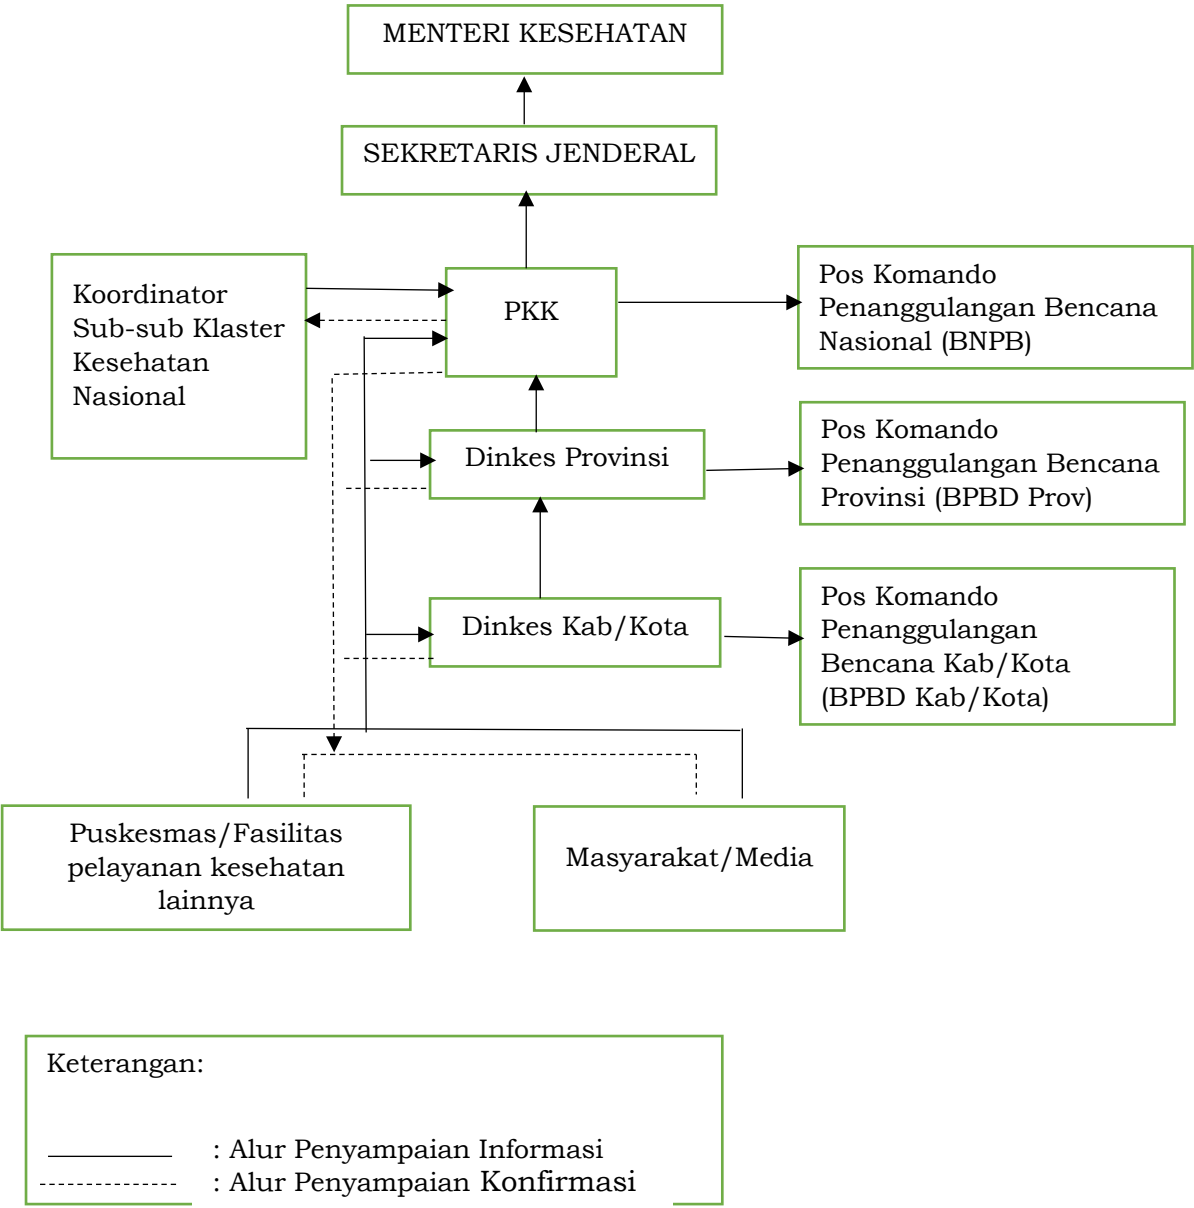 MENTERI KESEHATAN
SEKRETARIS JENDERAL
Koordinator
Sub-sub Klaster
Kesehatan
Nasional
PKK
Pos Komando
Penanggulangan Bencana
Nasional (BNPB)
Dinkes Provinsi
Pos Komando
Penanggulangan Bencana
Provinsi (BPBD Prov)
Dinkes Kab/Kota
Pos Komando
Penanggulangan
Bencana Kab/Kota
(BPBD Kab/Kota)
Puskesmas/Fasilitas
pelayanan kesehatan
lainnya
Masyarakat/Media
Keterangan:
: Alur Penyampaian Informasi
: Alur Penyampaian Konfirmasi